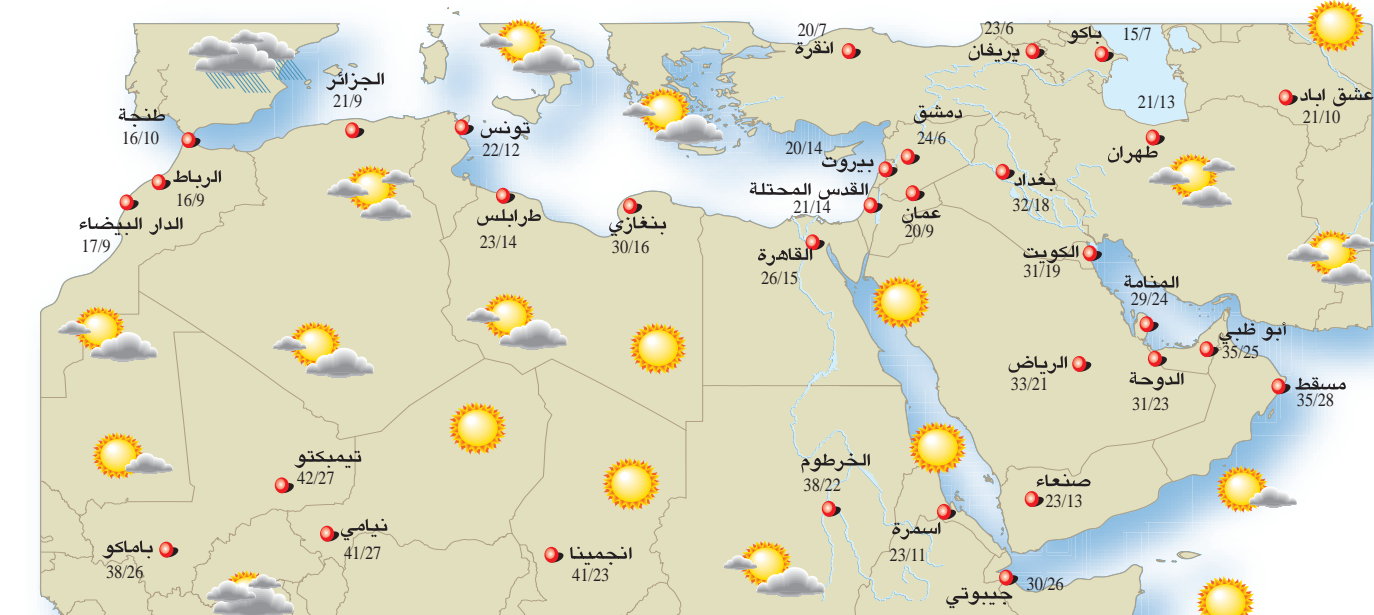 20/7
انقرة
23/6
يريفان
باكو
15/7
عشق اباد
21/10
الجزائر
21/9
21/13
طهران
طنجة
16/10
تونس
22/12
دمشق
24/6
20/14
بيروت
بغداد
32/18
الرباط
16/9
القدس المحتلة
21/14
عمان
20/9
الدار البيضاء
17/9
طرابلس
23/14
بنغازي
30/16
القاهرة
26/15
الكويت
31/19
المنامة
29/24
أبو ظبي
35/25
الرياض
33/21
الدوحة
31/23
مسقط
35/28
تيمبكتو
42/27
الخرطوم
38/22
صنعاء
23/13
نيامي
41/27
اسمرة
23/11
باماكو
38/26
انجمينا
41/23
30/26
جيبوتي